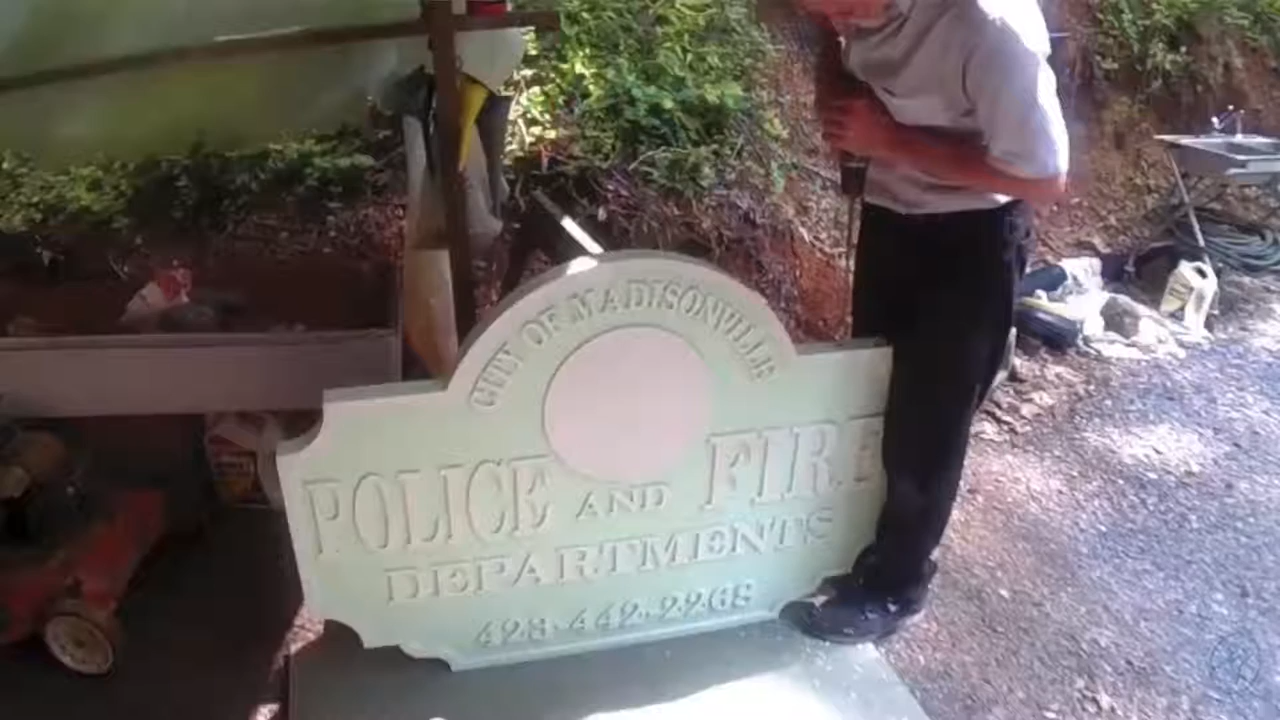 CITY OF MADISONVILLE
POLICE AND FIRE
DEPARTMENTS
423-442-2268